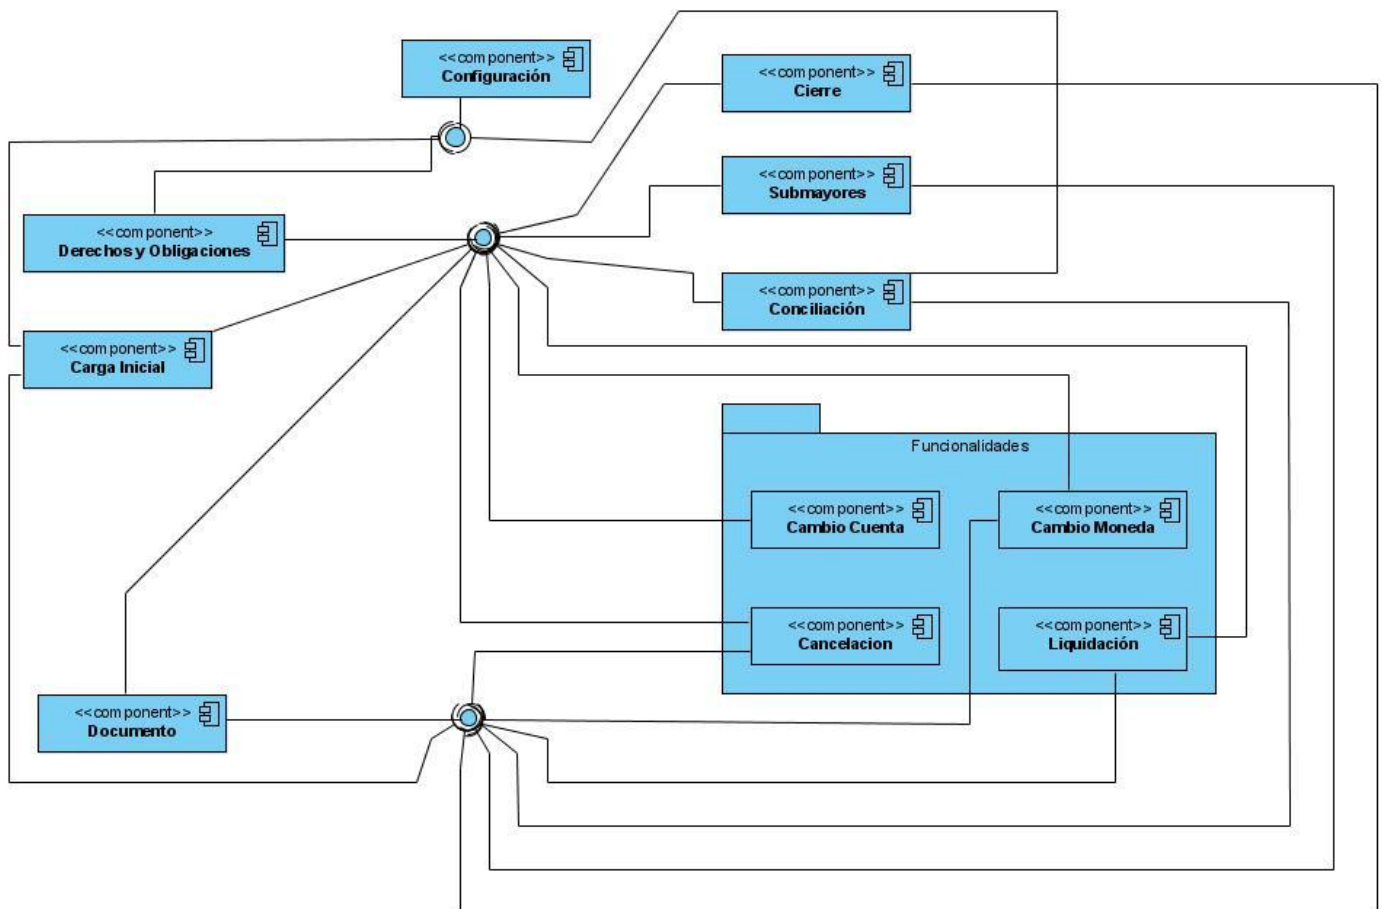 <<component>>
Configuración
<<component>>
Cierre
<<component>>
Submayores
<<component>>
Derechos y Obligaciones
<<component>>
Conciliación
<<component>>
Carga Inicial
Funcionalidades
<<component>>
Cambio Cuenta
<<component>>
Cambio Moneda
<<component>>
Cancelacion
<<component>>
Liquidación
<<component>>
Documento